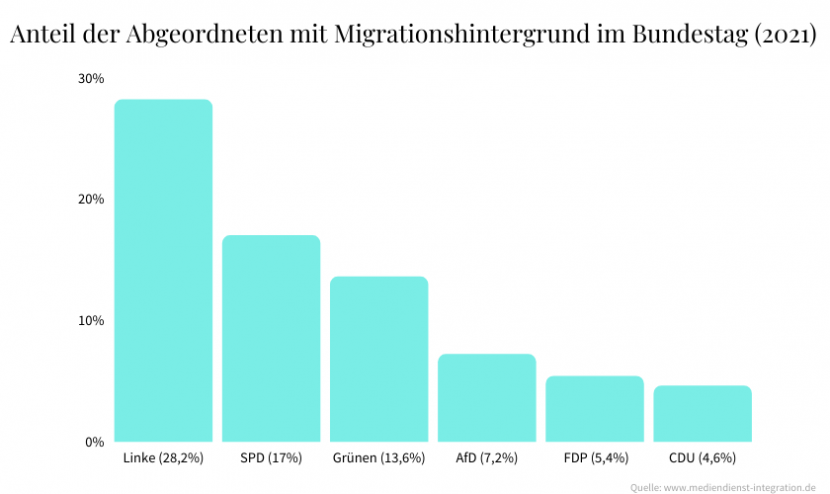 Anteil der Abgeordneten mit Migrationshintergrund im Bundestag (2021)
30%
20%
10%
0%
Linke (28,2%) SPD (17%) Grünen (13,6%) AfD (7,2%) FDP (5,4%) CDU (4,6%)
Quelle: www.mediendienst-integration.de